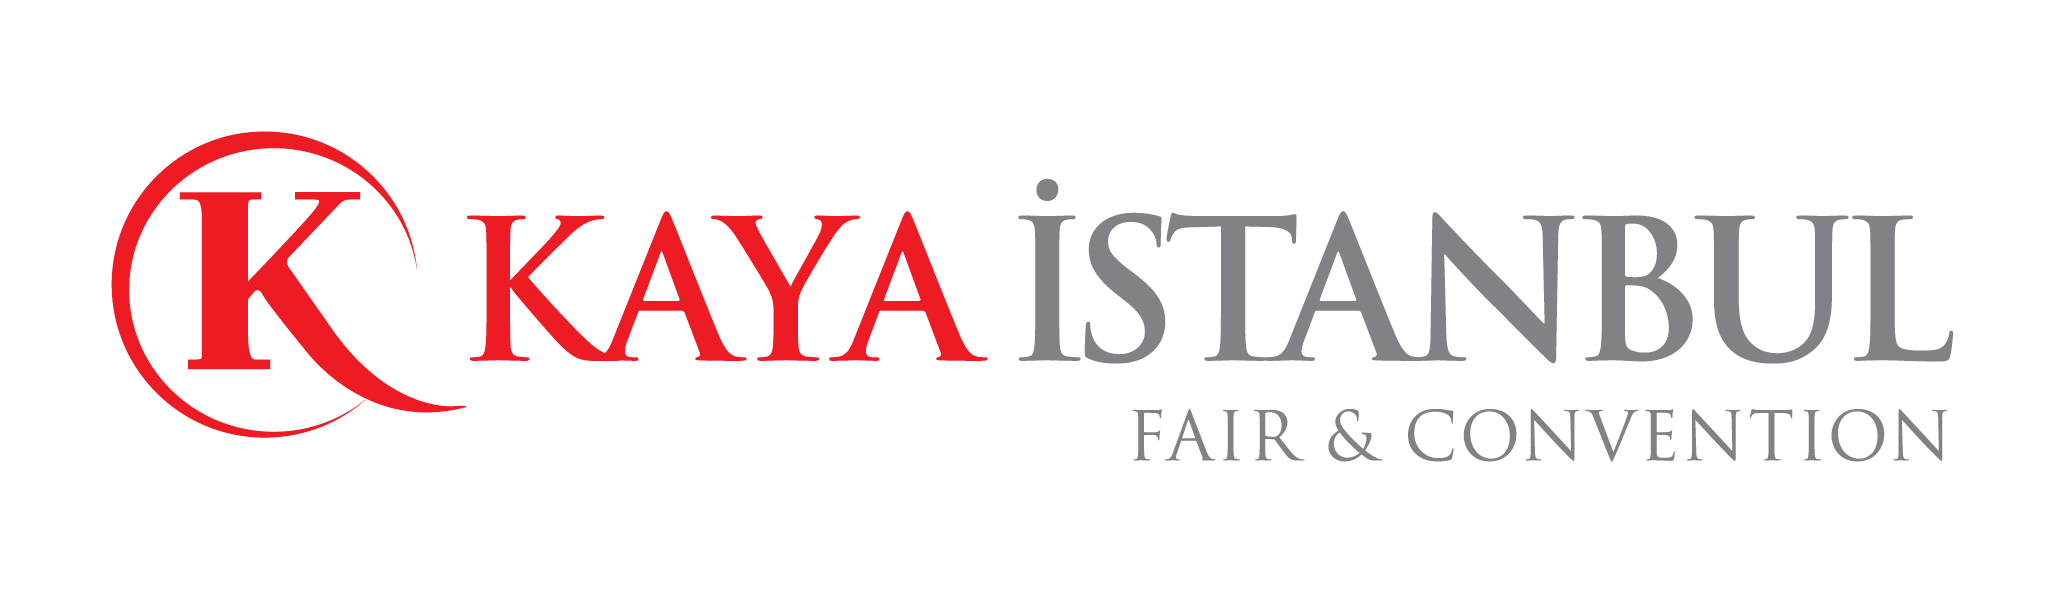 K KAYA İSTANBUL
FAIR & CONVENTION